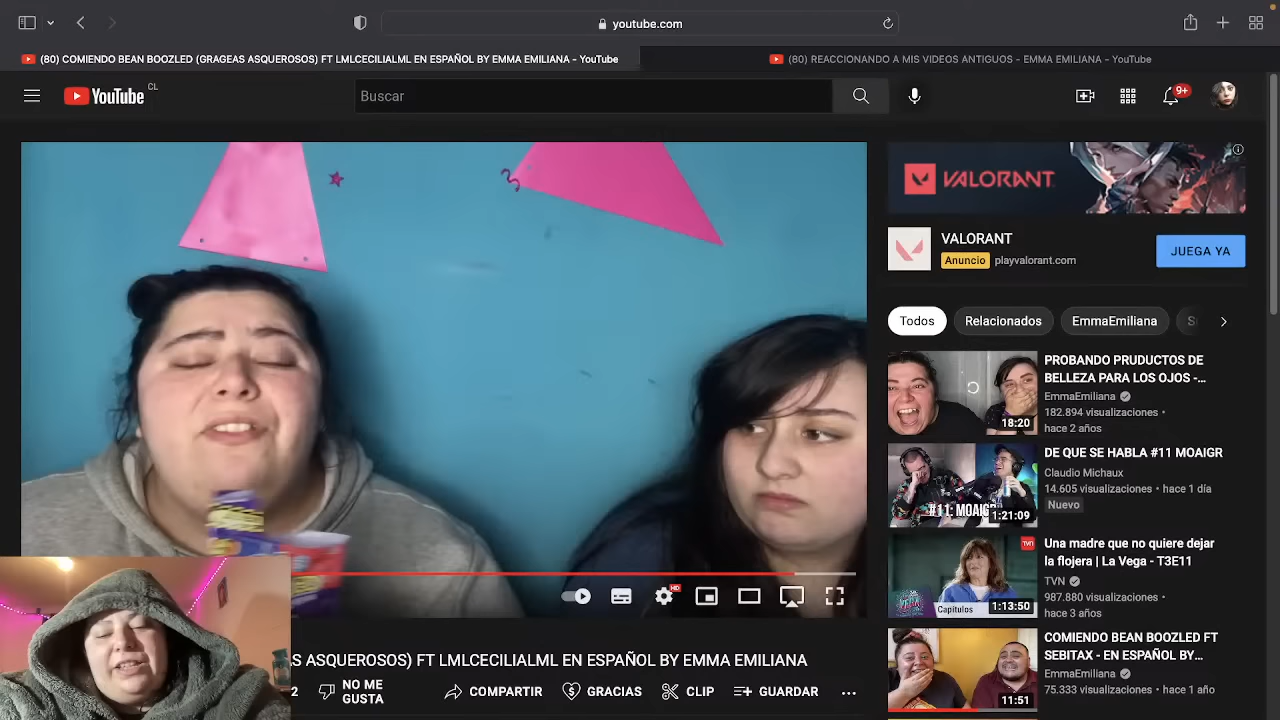 youtube.com
(80) COMIENDO BEAN BOOZLED (GRAGEAS ASQUEROSOS) FT LMLCECILIALML EN ESPAÑOL BY EMMA EMILIANA - YouTube
(80) REACCIONANDO A MIS VIDEOS ANTIGUOS - EMMA EMILIANA - YouTube
YouTube CL
Buscar
9+
VALORANT
VALORANT
Anuncio playvalorant.com
JUEGA YA
Todos
Relacionados
EmmaEmiliana
PROBANDO PRUDUCTOS DE
BELLEZA PARA LOS OJOS -...
EmmaEmiliana
182.894 visualizaciones •
hace 2 años
18:20
DE QUE SE HABLA #11 MOAIGR
Claudio Michaux
14.605 visualizaciones • hace 1 día
Nuevo
#11: MOAIGR
1:21:09
Una madre que no quiere dejar
la flojera | La Vega - T3E11
TVN
987.880 visualizaciones •
hace 3 años
TVN
Capítulos
1:13:50
COMIENDO BEAN BOOZLED FT
SEBITAX - EN ESPAÑOL BY...
EmmaEmiliana
75.333 visualizaciones • hace 1 año
11:51
HD
S ASQUEROSOS) FT LMLCECILIALML EN ESPAÑOL BY EMMA EMILIANA
2
NO ME
GUSTA
COMPARTIR
GRACIAS
CLIP
GUARDAR